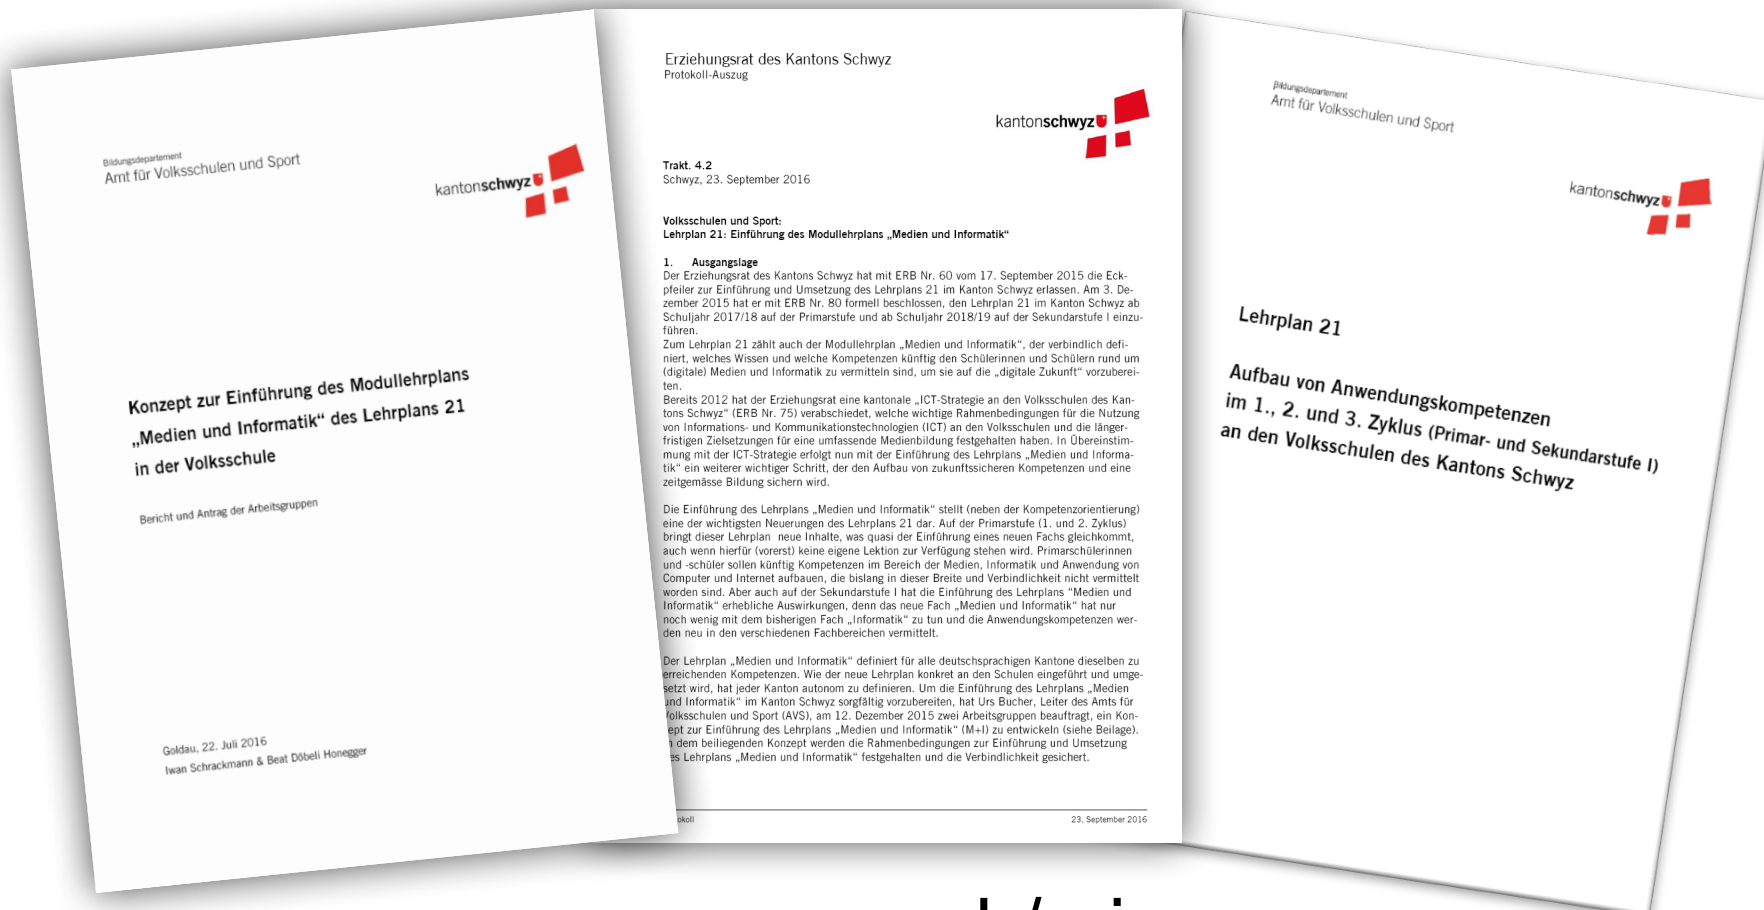 Bildungsdepartement
Amt für Volksschulen und Sport
kantonschwyz
Konzept zur Einführung des Modullehrplans
„Medien und Informatik“ des Lehrplans 21
in der Volksschule
Bericht und Antrag der Arbeitsgruppen
Goldau, 22. Juli 2016
Iwan Schrackmann & Beat Döbeli Honegger
Erziehungsrat des Kantons Schwyz
Protokoll-Auszug
kantonschwyz
Trakt. 4.2
Schwyz, 23. September 2016
Volksschulen und Sport:
Lehrplan 21: Einführung des Modullehrplans „Medien und Informatik“
1. Ausgangslage
Der Erziehungsrat des Kantons Schwyz hat mit ERB Nr. 60 vom 17. September 2015 die Eck-
pfeiler zur Einführung und Umsetzung des Lehrplans 21 im Kanton Schwyz erlassen. Am 3. De-
zember 2015 hat er mit ERB Nr. 80 formell beschlossen, den Lehrplan 21 im Kanton Schwyz ab
Schuljahr 2017/18 auf der Primarstufe und ab Schuljahr 2018/19 auf der Sekundarstufe I einzu-
führen.
Zum Lehrplan 21 zählt auch der Modullehrplan „Medien und Informatik“, der verbindlich defi-
niert, welches Wissen und welche Kompetenzen künftig den Schülerinnen und Schülern rund um
(digitale) Medien und Informatik zu vermitteln sind, um sie auf die „digitale Zukunft“ vorzuberei-
ten.
Bereits 2012 hat der Erziehungsrat eine kantonale „ICT-Strategie an den Volksschulen des Kan-
tons Schwyz“ (ERB Nr. 75) verabschiedet, welche wichtige Rahmenbedingungen für die Nutzung
von Informations- und Kommunikationstechnologien (ICT) an den Volksschulen und die länger-
fristigen Zielsetzungen für eine umfassende Medienbildung festgehalten haben. In Übereinstim-
mung mit der ICT-Strategie erfolgt nun mit der Einführung des Lehrplans „Medien und Informa-
tik“ ein weiterer wichtiger Schritt, der den Aufbau von zukunftssicheren Kompetenzen und eine
zeitgemässe Bildung sichern wird.
Die Einführung des Lehrplans „Medien und Informatik“ stellt (neben der Kompetenzorientierung)
eine der wichtigsten Neuerungen des Lehrplans 21 dar. Auf der Primarstufe (1. und 2. Zyklus)
bringt dieser Lehrplan neue Inhalte, was quasi der Einführung eines neuen Fachs gleichkommt,
auch wenn hierfür (vorerst) keine eigene Lektion zur Verfügung stehen wird. Primarschülerinnen
und -schüler sollen künftig Kompetenzen im Bereich der Medien, Informatik und Anwendung von
Computer und Internet aufbauen, die bislang in dieser Breite und Verbindlichkeit nicht vermittelt
worden sind. Aber auch auf der Sekundarstufe I hat die Einführung des Lehrplans “Medien und
Informatik“ erhebliche Auswirkungen, denn das neue Fach „Medien und Informatik“ hat nur
noch wenig mit dem bisherigen Fach „Informatik“ zu tun und die Anwendungskompetenzen wer-
den neu in den verschiedenen Fachbereichen vermittelt.
Der Lehrplan „Medien und Informatik“ definiert für alle deutschsprachigen Kantone dieselben zu
erreichenden Kompetenzen. Wie der neue Lehrplan konkret an den Schulen eingeführt und umge-
setzt wird, hat jeder Kanton autonom zu definieren. Um die Einführung des Lehrplans „Medien
und Informatik“ im Kanton Schwyz sorgfältig vorzubereiten, hat Urs Bucher, Leiter des Amts für
Volksschulen und Sport (AVS), am 12. Dezember 2015 zwei Arbeitsgruppen beauftragt, ein Kon-
zept zur Einführung des Lehrplans „Medien und Informatik“ (M+I) zu entwickeln (siehe Beilage).
dem beiliegenden Konzept werden die Rahmenbedingungen zur Einführung und Umsetzung
des Lehrplans „Medien und Informatik“ festgehalten und die Verbindlichkeit gesichert.
23. September 2016
Bildungsdepartement
Amt für Volksschulen und Sport
kantonschwyz
Lehrplan 21
Aufbau von Anwendungskompetenzen
im 1., 2. und 3. Zyklus (Primar- und Sekundarstufe I)
an den Volksschulen des Kantons Schwyz